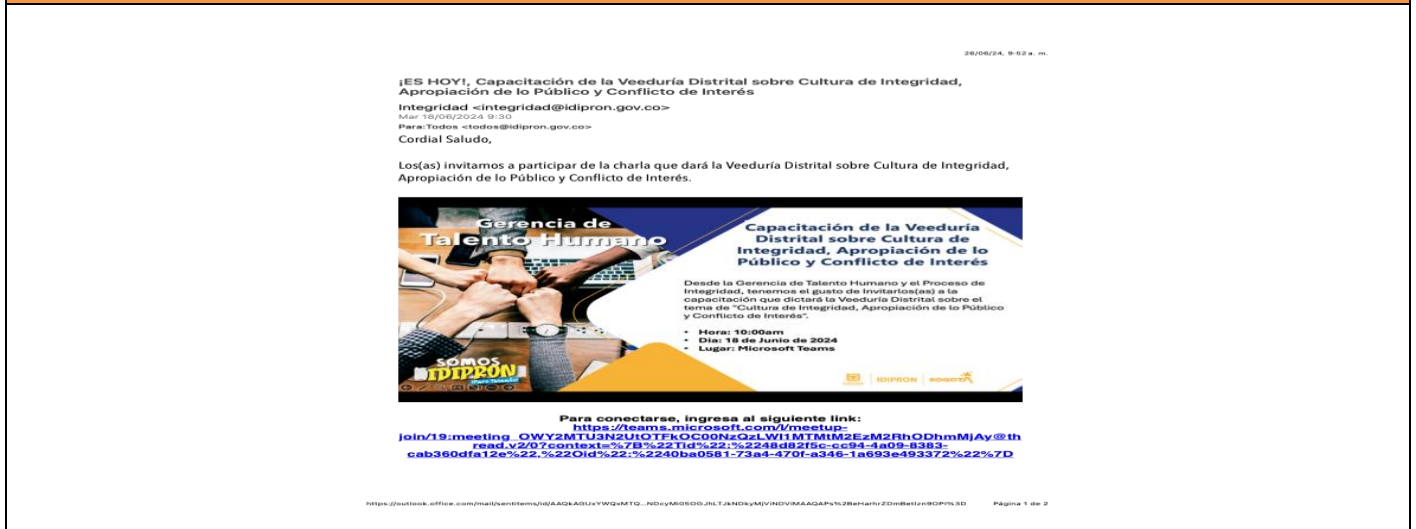 26/06/24, 9:52 a. m.
¡ES HOY!, Capacitación de la Veeduría Distrital sobre Cultura de Integridad,
Apropiación de lo Público y Conflicto de Interés
Integridad <integridad@idipron.gov.co>
Mar 18/06/2024 9:30
Para:Todos <todos@idipron.gov.co>
Cordial Saludo,
Los(as) invitamos a participar de la charla que dará la Veeduría Distrital sobre Cultura de Integridad,
Apropiación de lo Público y Conflicto de Interés.
Gerencia de
Talento Humano
SOMOS
IDIPRON
¡Puro Talento!
Capacitación de la Veeduría
Distrital sobre Cultura de
Integridad, Apropiación de lo
Público y Conflicto de Interés
Desde la Gerencia de Talento Humano y el Proceso de
Integridad, tenemos el gusto de Invitarlos(as) a la
capacitación que dictará la Veeduría Distrital sobre el
tema de "Cultura de Integridad, Apropiación de lo Público
y Conflicto de Interés".
• Hora: 10:00am
• Dia: 18 de Junio de 2024
• Lugar: Microsoft Teams
IDIPRON BOGOTÁ
Para conectarse, ingresa al siguiente link:
https://teams.microsoft.com/l/meetup-
join/19:meeting_OWY2MTU3N2UtOTFkOC00NzQzLWI1MTMtM2EzM2RhODhmMjAy@th
read.v2/0?context=%7B%22Tid%22:%2248d82f5c-cc94-4a09-8383-
cab360dfa12e%22,%22Oid%22:%2240ba0581-73a4-470f-a346-1a693e493372%22%7D
Página 1 de 2